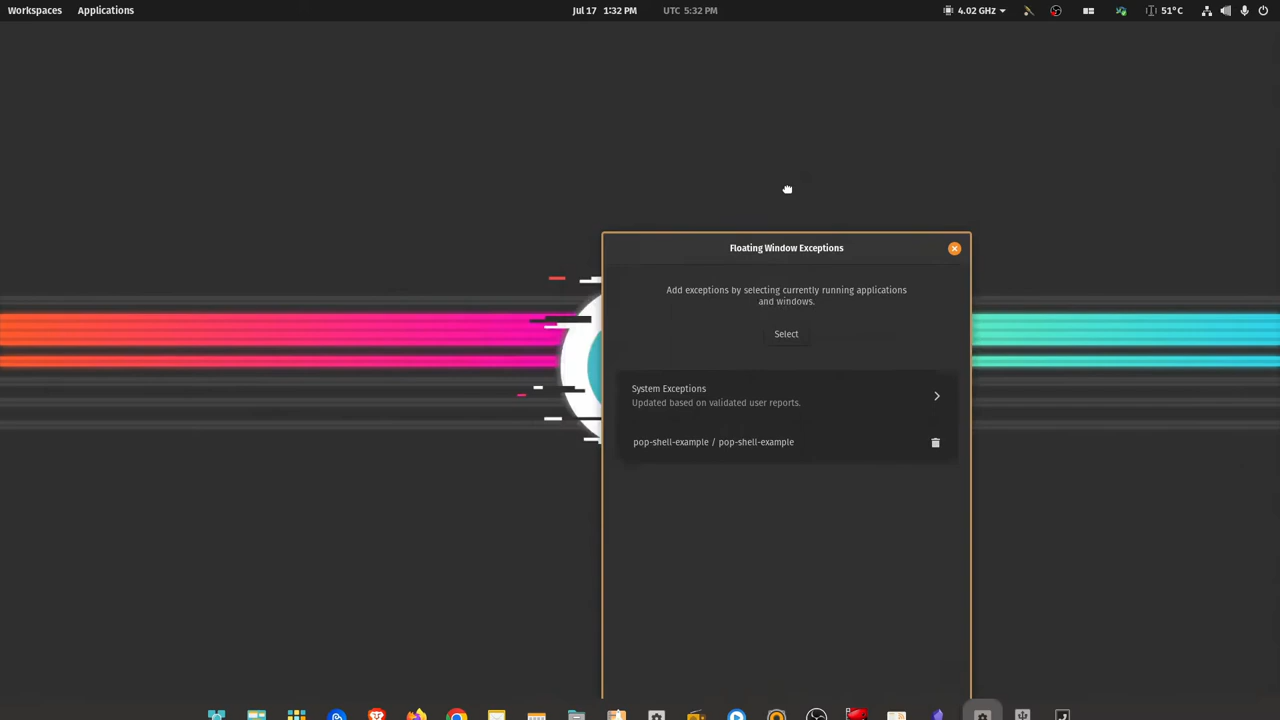 Workspaces Applications Jul 17 1:32 PM UTC 5:32 PM 4.02 GHz 51°C
Floating Window Exceptions
Add exceptions by selecting currently running applications
and windows.
Select
System Exceptions
Updated based on validated user reports.
pop-shell-example / pop-shell-example